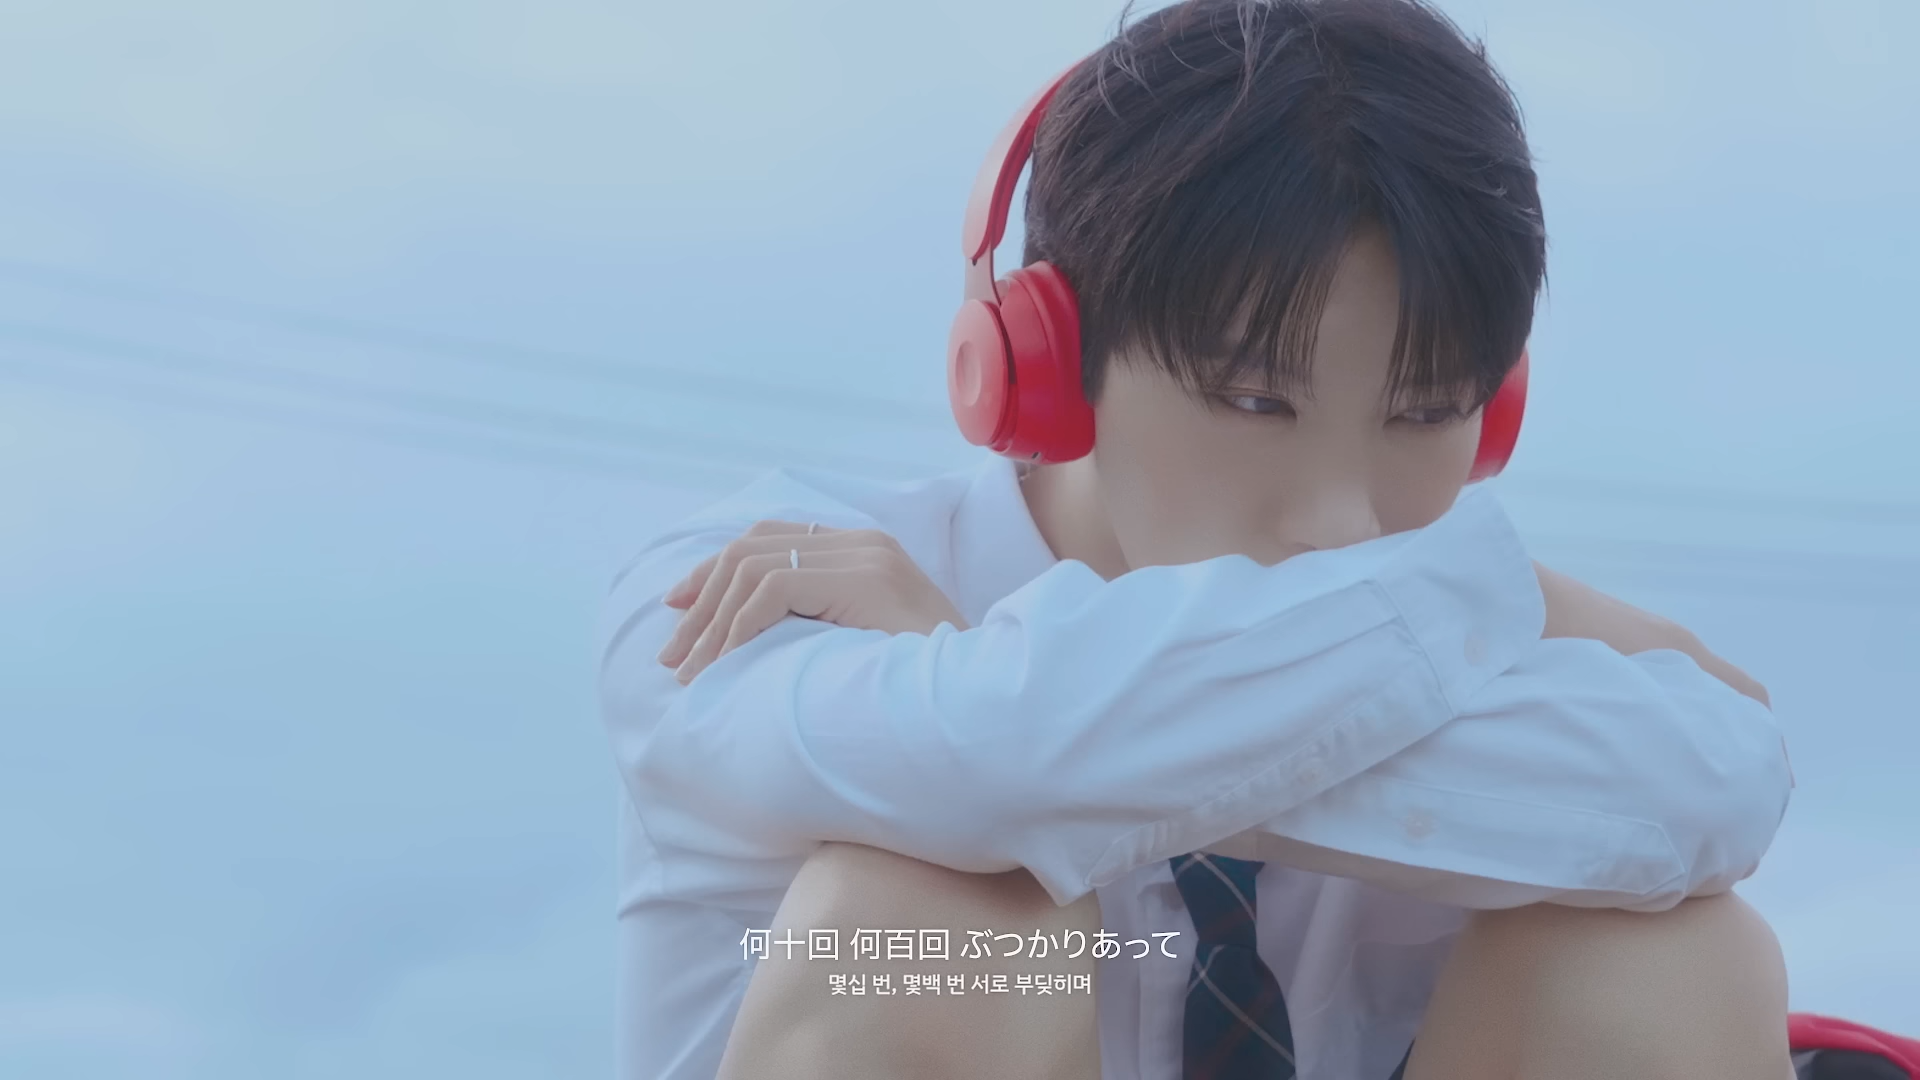 何十回 何百回 ぶつかりあって
몇십 번, 몇백 번 서로 부딪히며